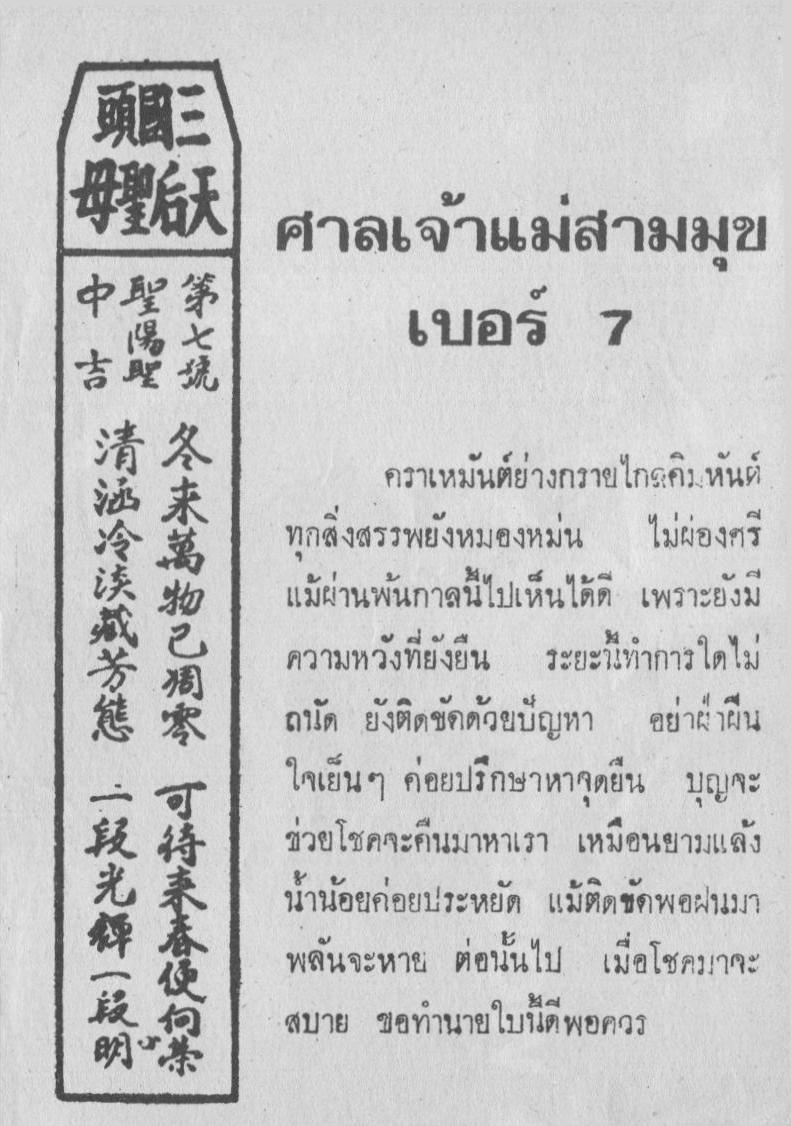 三國頭
天后聖母
第七號
聖陽聖
中吉
冬来萬物已凋零 可待来春便向榮
清涵冷淡藏芳態 一段光輝一段明
ศาลเจ้าแม่สามมุข
เบอร์ 7
คราเหมันต์ย่างกรายไกลคิมหันต์
ทุกสิ่งสรรพยังหมองหม่น ไม่ผ่องศรี
แม้ผ่านพ้นกาลนี้ไปเห็นได้ดี เพราะยังมี
ความหวังที่ยังยืน ระยะนี้ทำการใดไม่
ถนัด ยังติดขัดด้วยปัญหา อย่าฝ่าฝืน
ใจเย็นๆ ค่อยปรึกษาหาจุดยืน บุญจะ
ช่วยโชคจะคืนมาหาเรา เหมือนยามแล้ง
น้ำน้อยค่อยประหยัด แม้ติดขัดพอฝนมา
พลันจะหาย ต่อนั้นไป เมื่อโชคมาจะ
สบาย ขอทำนายใบนี้ดีพอควร